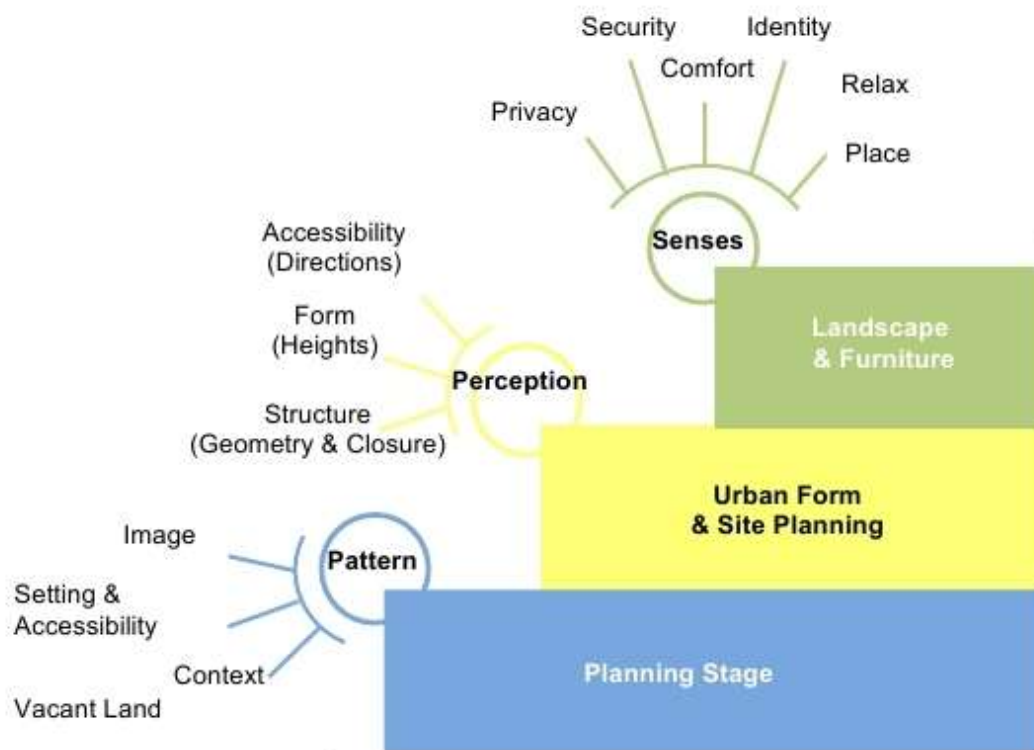 Security
Identity
Comfort
Relax
Privacy
Place
Senses
Accessibility
(Directions)
Landscape
& Furniture
Form
(Heights)
Perception
Structure
(Geometry & Closure)
Urban Form
& Site Planning
Image
Pattern
Setting &
Accessibility
Context
Planning Stage
Vacant Land